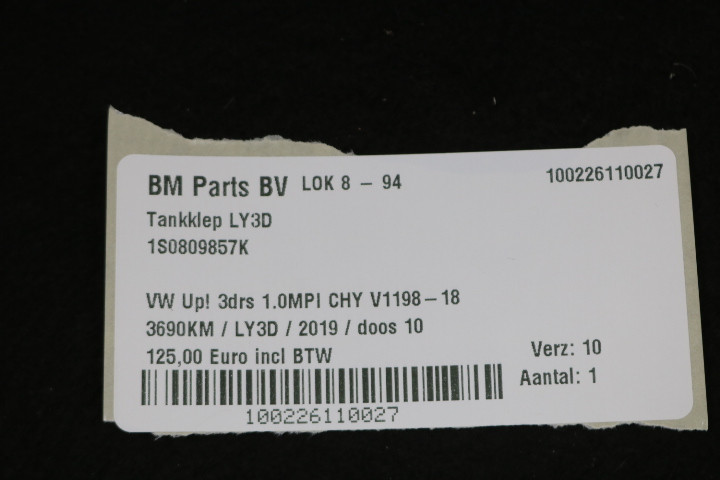 BM Parts BV LOK 8 - 94 100226110027
Tankklep LY3D
1S0809857K
VW Up! 3drs 1.0MPI CHY V1198-18
3690KM / LY3D / 2019 / doos 10
125,00 Euro incl BTW Verz: 10
Aantal: 1
100226110027